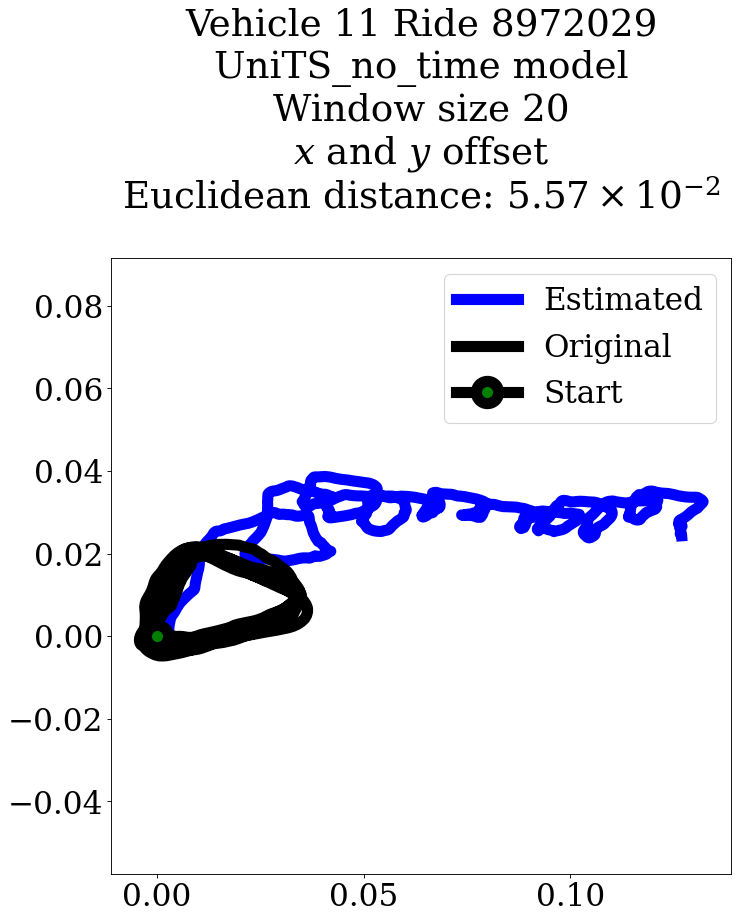 Vehicle 11 Ride 8972029
UniTS_no_time model
Window size 20
x and y offset
Euclidean distance: 5.57 × 10⁻²
Estimated
Original
Start
0.08
0.06
0.04
0.02
0.00
−0.02
−0.04
0.00 0.05 0.10